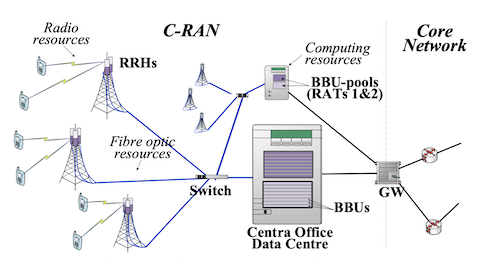 Radio
resources
C-RAN
Computing
resources
Core
Network
RRHs
BBU-pools
(RATs 1&2)
Fibre optic
resources
Switch
GW
BBUs
Centra Office
Data Centre